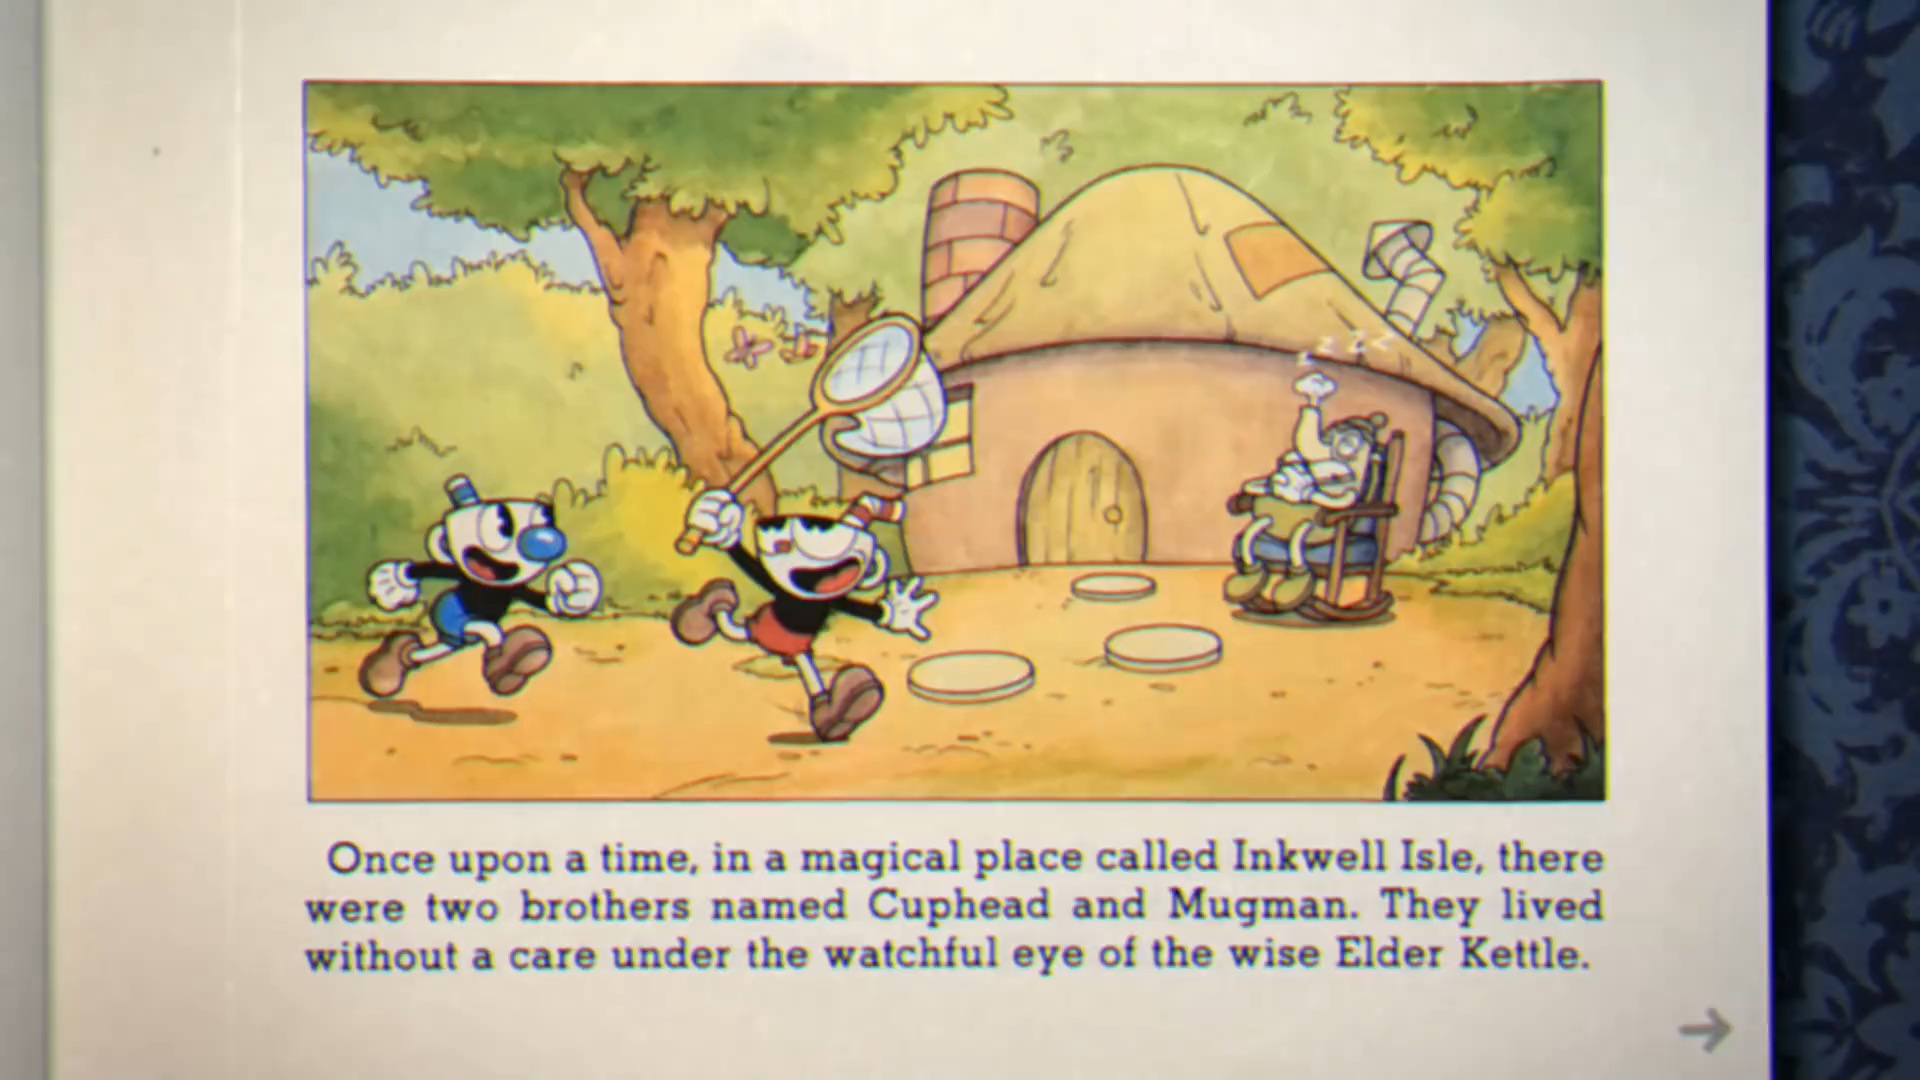 z z z z
Once upon a time, in a magical place called Inkwell Isle, there
were two brothers named Cuphead and Mugman. They lived
without a care under the watchful eye of the wise Elder Kettle.